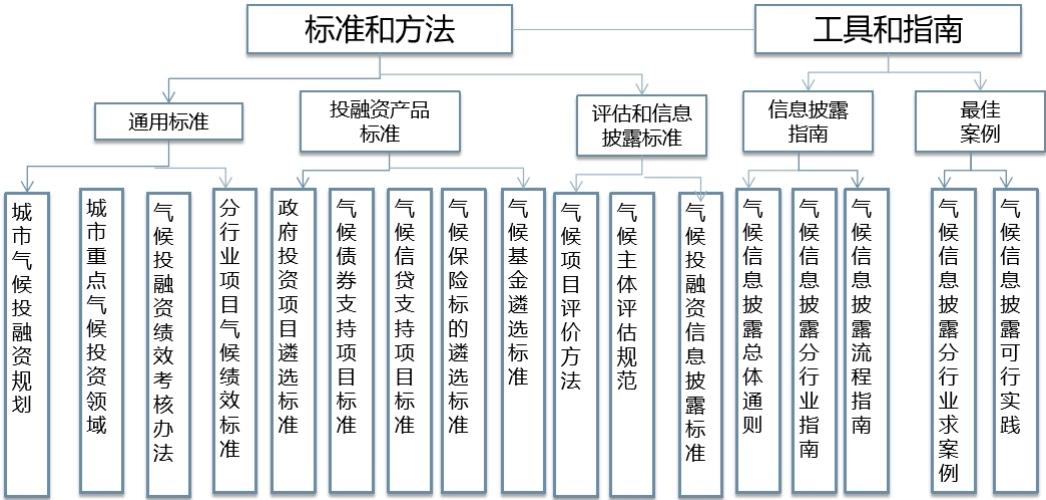 标准和方法
工具和指南
通用标准
投融资产品
标准
评估和信息
披露标准
信息披露
指南
最佳
案例
城市气候投融资规划
城市重点气候投资领域
气候投融资绩效考核办法
分行业项目气候绩效标准
政府投资项目遴选标准
气候债券支持项目标准
气候信贷支持项目标准
气候保险标的遴选标准
气候基金遴选标准
气候项目评价方法
气候主体评估规范
气候投融资信息披露标准
气候信息披露总体通则
气候信息披露分行业指南
气候信息披露流程指南
气候信息披露分行业求案例
气候信息披露可行实践